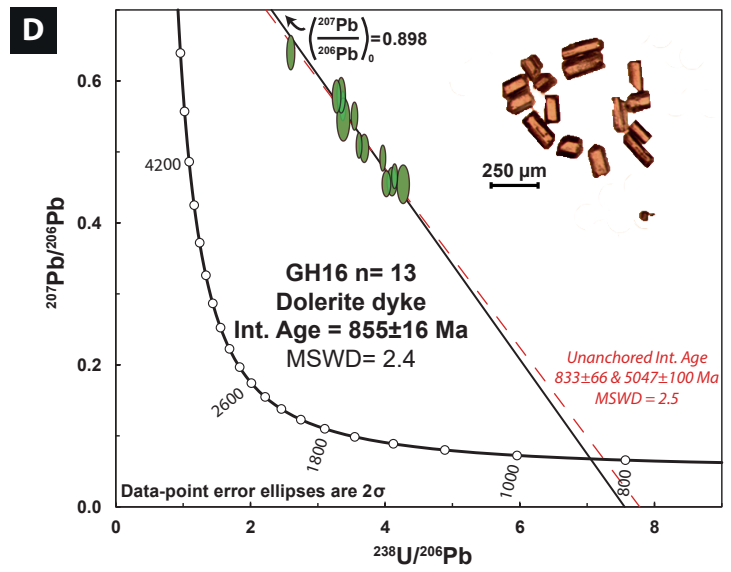 D
(²⁰⁷Pb/²⁰⁶Pb)₀=0.898
0.6
0.4
0.2
0.0
²⁰⁷Pb/²⁰⁶Pb
4200
2600
1800
1000
800
250 µm
GH16 n= 13
Dolerite dyke
Int. Age = 855±16 Ma
MSWD= 2.4
Unanchored Int. Age
833±66 & 5047±100 Ma
MSWD = 2.5
Data-point error ellipses are 2σ
0 2 4 6 8
²³⁸U/²⁰⁶Pb